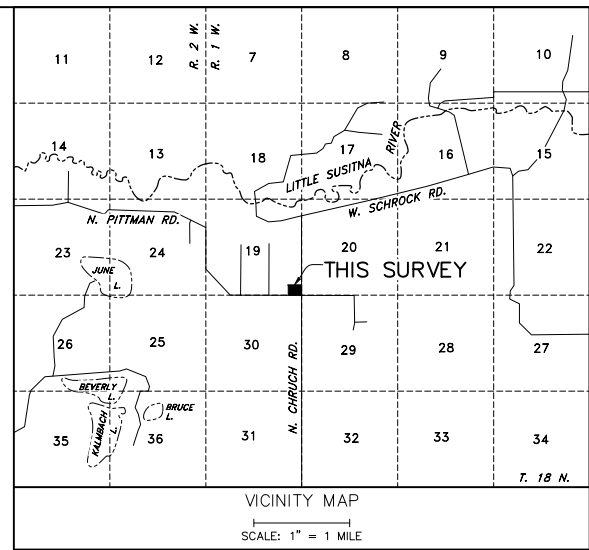 R. 2 W.
R. 1 W.
11 12 7 8 9 10
14 13 18 17 16 15
LITTLE SUSITNA RIVER
W. SCHROCK RD.
N. PITTMAN RD.
23 24 19 20 21 22
JUNE L.
THIS SURVEY
26 25 30 29 28 27
N. CHRUCH RD.
BEVERLY L.
BRUCE L.
KALMBACH L.
35 36 31 32 33 34
T. 18 N.
VICINITY MAP
SCALE: 1" = 1 MILE